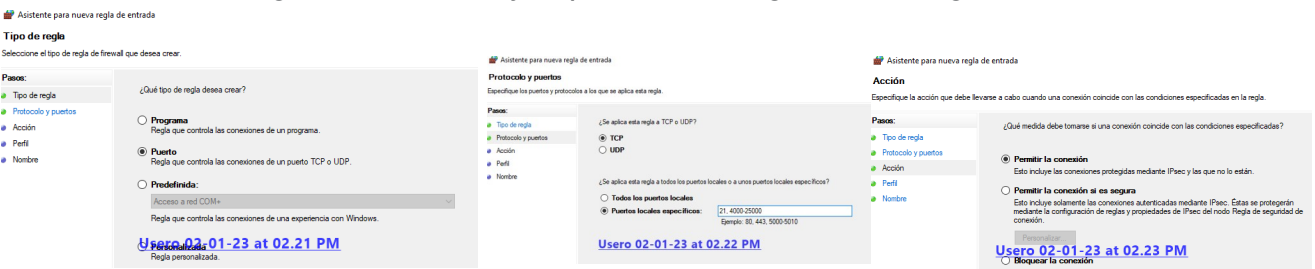 Asistente para nueva regla de entrada
Tipo de regla
Seleccione el tipo de regla de firewall que desea crear.
Pasos:
Tipo de regla
Protocolo y puertos
Acción
Perfil
Nombre
¿Qué tipo de regla desea crear?
Programa
Regla que controla las conexiones de un programa.
Puerto
Regla que controla las conexiones de un puerto TCP o UDP.
Predefinida:
Acceso a red COM+
Regla que controla las conexiones de una experiencia con Windows.
Personalizada
Regla personalizada.
Usero 02-01-23 at 02.21 PM
Asistente para nueva regla de entrada
Protocolo y puertos
Especifique los puertos y protocolos a los que se aplica esta regla.
Pasos:
Tipo de regla
Protocolo y puertos
Acción
Perfil
Nombre
¿Se aplica esta regla a TCP o UDP?
TCP
UDP
¿Se aplica esta regla a todos los puertos locales o a unos puertos locales específicos?
Todos los puertos locales
Puertos locales específicos:
21, 4000-25000
Ejemplo: 80, 443, 5000-5010
Usero 02-01-23 at 02.22 PM
Asistente para nueva regla de entrada
Acción
Especifique la acción que debe llevarse a cabo cuando una conexión coincide con las condiciones especificadas en la regla.
Pasos:
Tipo de regla
Protocolo y puertos
Acción
Perfil
Nombre
¿Qué medida debe tomarse si una conexión coincide con las condiciones especificadas?
Permitir la conexión
Esto incluye las conexiones protegidas mediante IPsec y las que no lo están.
Permitir la conexión si es segura
Esto incluye solamente las conexiones autenticadas mediante IPsec. Éstas se protegerán
mediante la configuración de reglas y propiedades de IPsec del nodo Regla de seguridad de
conexión.
Personalizar...
Bloquear la conexión
Usero 02-01-23 at 02.23 PM